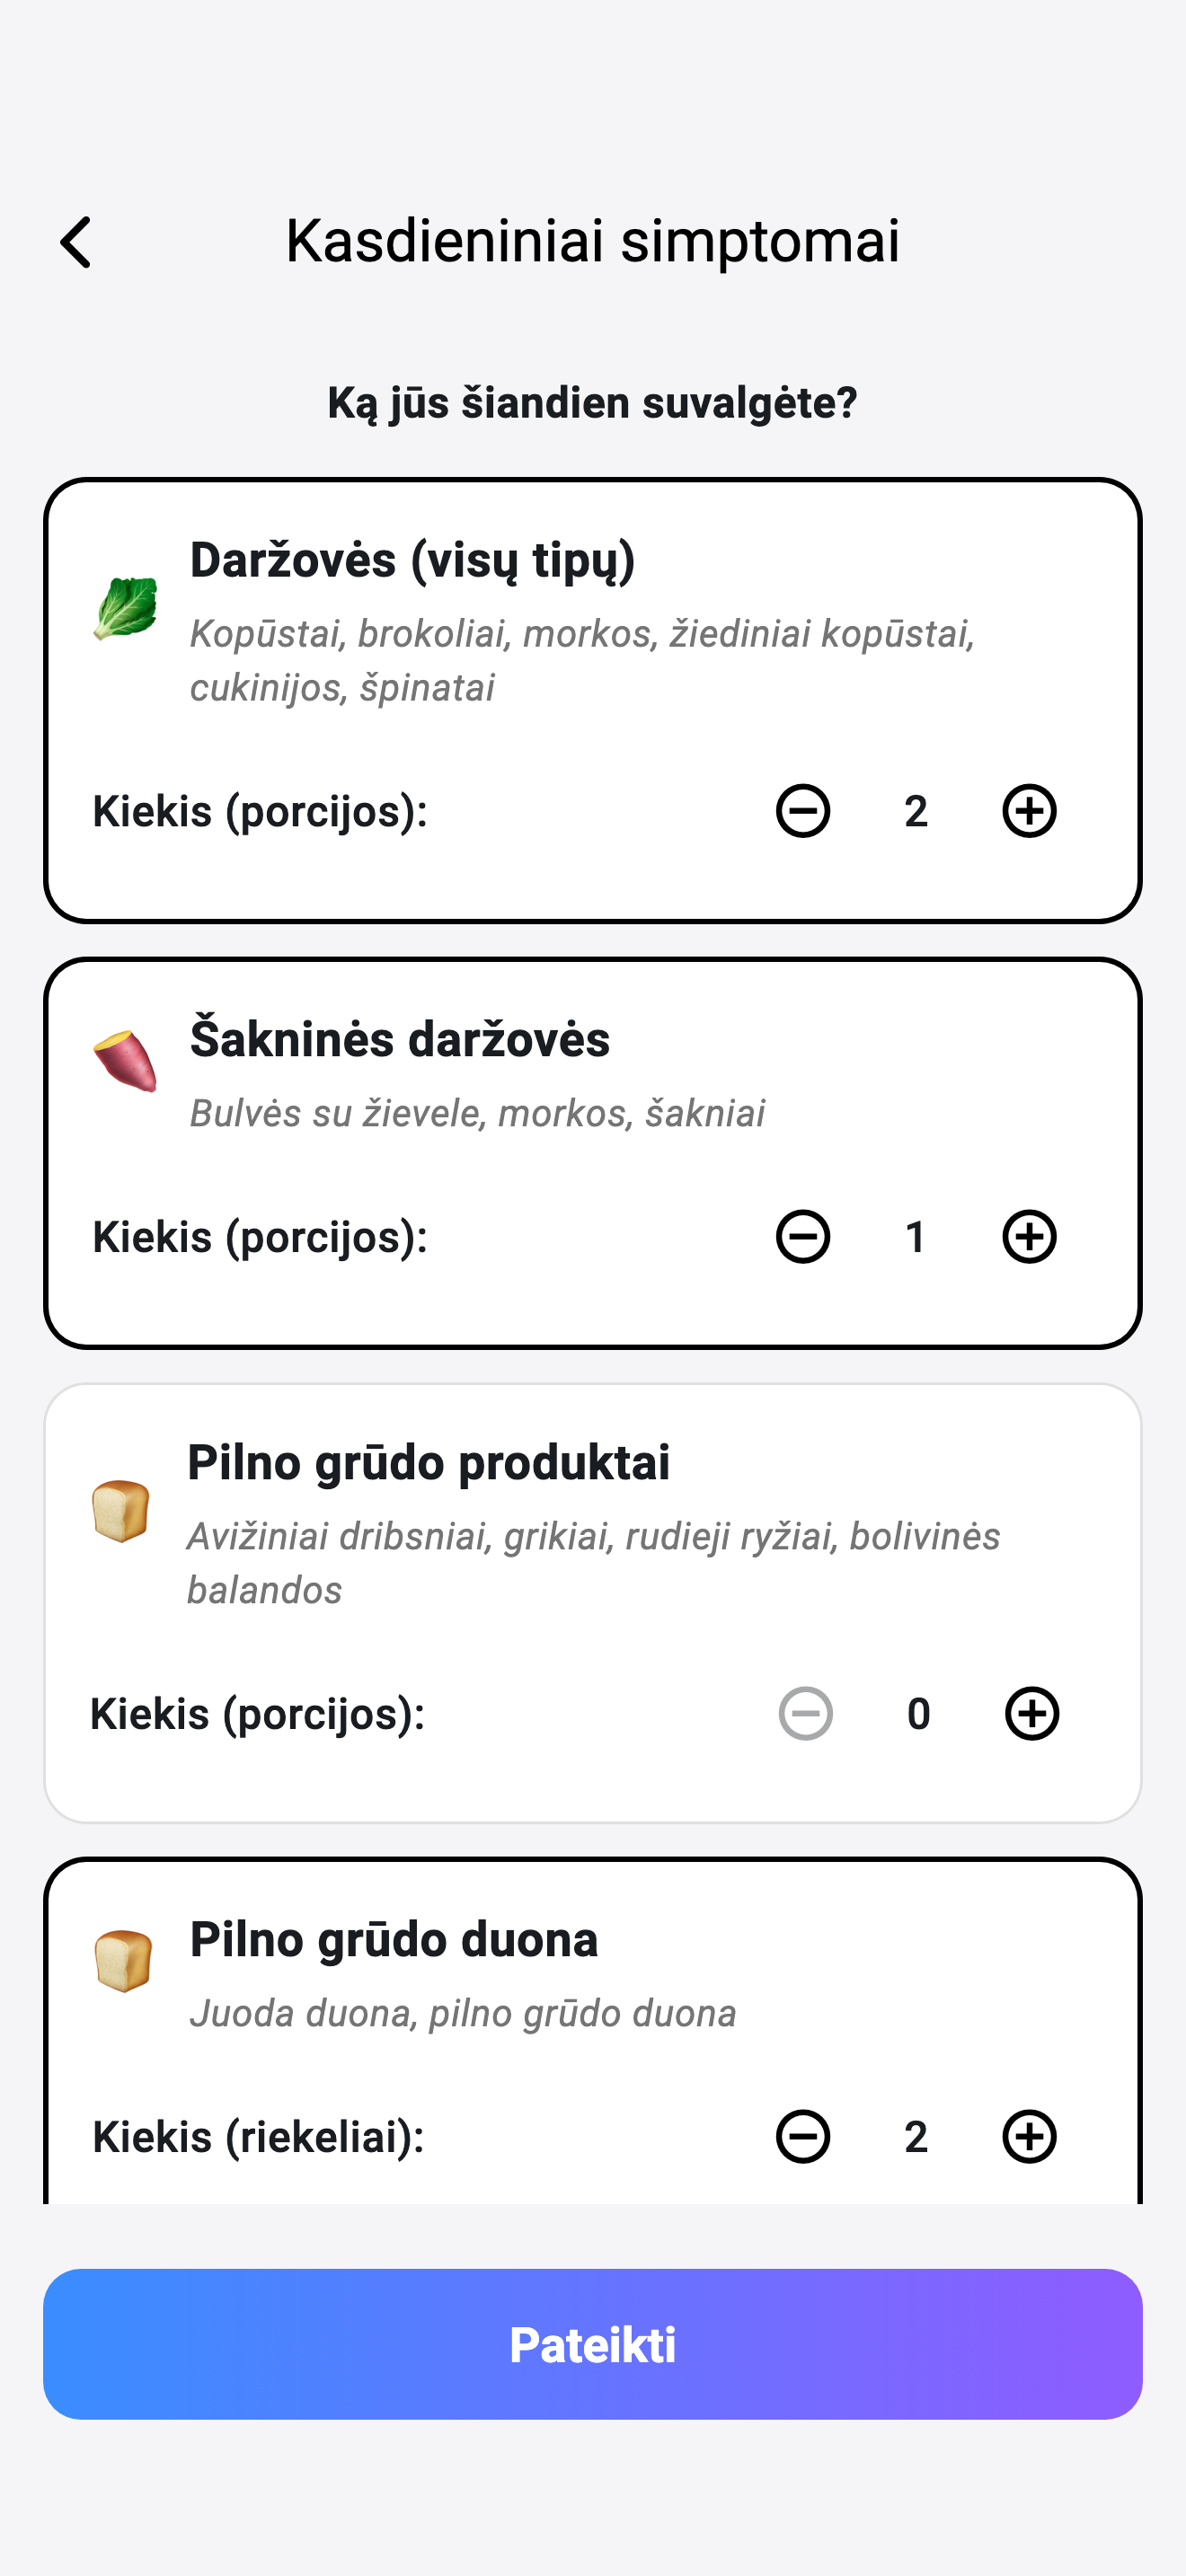 Kasdieniniai simptomai
Ką jūs šiandien suvalgėte?
Daržovės (visų tipų)
Kopūstai, brokoliai, morkos, žiediniai kopūstai,
cukinijos, špinatai
Kiekis (porcijos):
2
Šakninės daržovės
Bulvės su žievele, morkos, šakniai
Kiekis (porcijos):
1
Pilno grūdo produktai
Avižiniai dribsniai, grikiai, rudieji ryžiai, bolivinės
balandos
Kiekis (porcijos):
0
Pilno grūdo duona
Juoda duona, pilno grūdo duona
Kiekis (riekeliai):
2
Pateikti